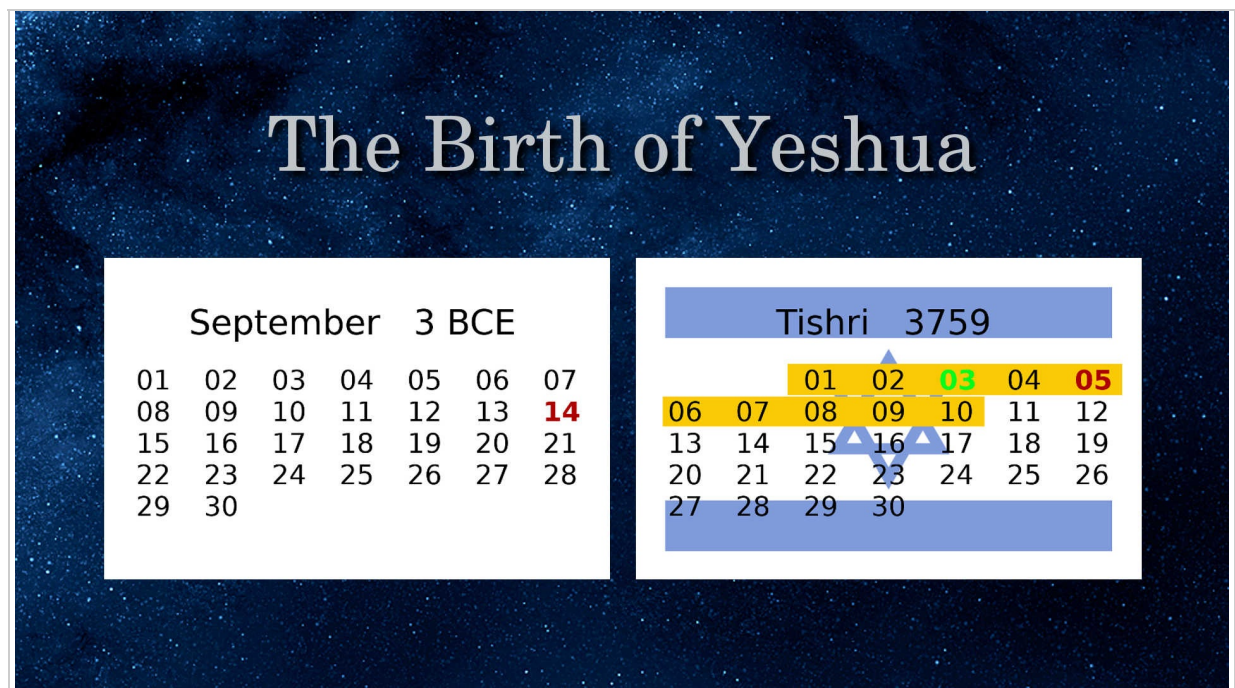 The Birth of Yeshua
September 3 BCE
01 02 03 04 05 06 07
08 09 10 11 12 13 14
15 16 17 18 19 20 21
22 23 24 25 26 27 28
29 30
Tishri 3759
01 02 03 04 05
06 07 08 09 10 11 12
13 14 15 16 17 18 19
20 21 22 23 24 25 26
27 28 29 30